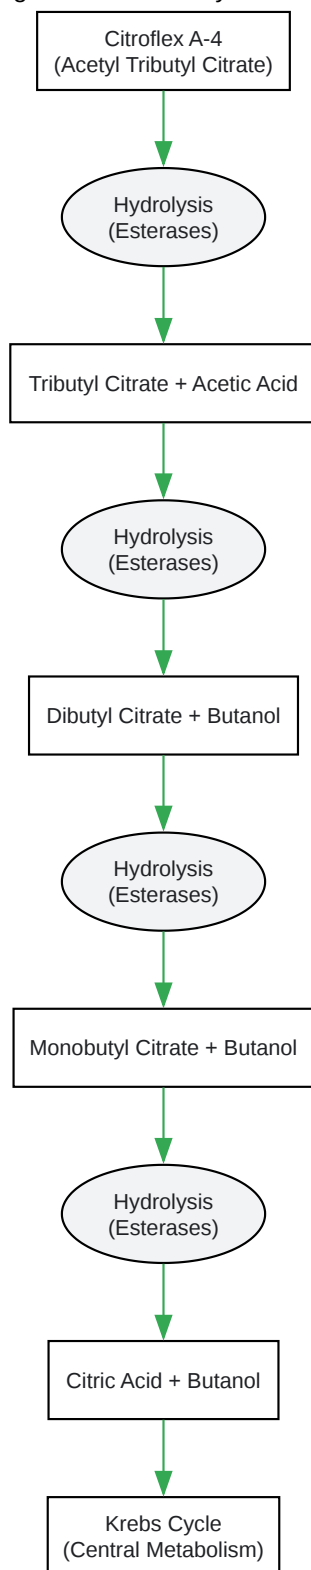 Citroflex A-4
(Acetyl Tributyl Citrate)
Hydrolysis
(Esterases)
Tributyl Citrate + Acetic Acid
Hydrolysis
(Esterases)
Dibutyl Citrate + Butanol
Hydrolysis
(Esterases)
Monobutyl Citrate + Butanol
Hydrolysis
(Esterases)
Citric Acid + Butanol
Krebs Cycle
(Central Metabolism)